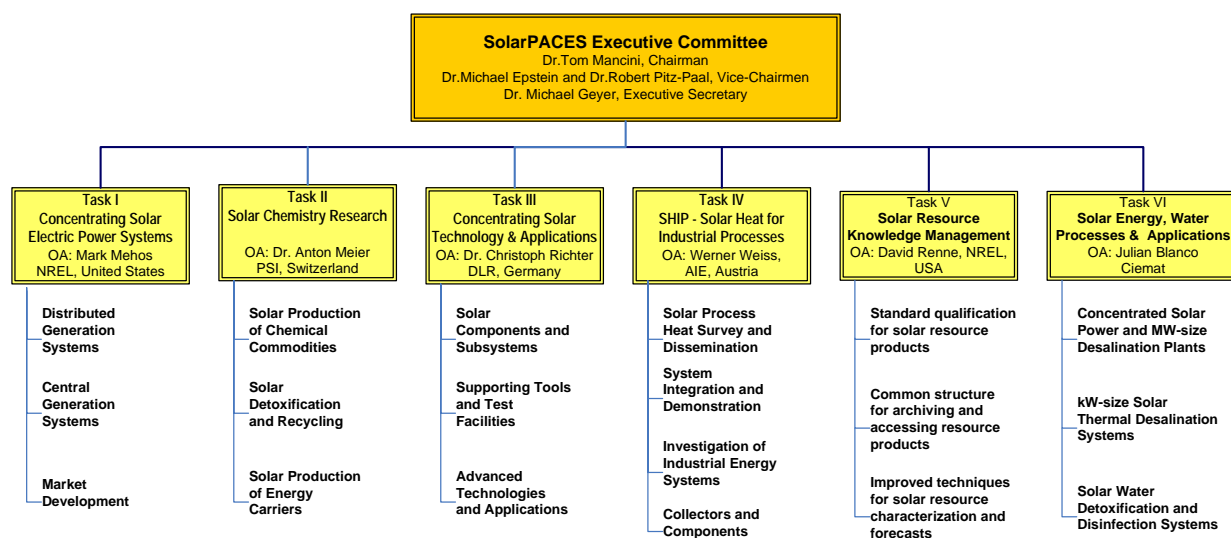 SolarPACES Executive Committee
Dr.Tom Mancini, Chairman
Dr.Michael Epstein and Dr.Robert Pitz-Paal, Vice-Chairmen
Dr. Michael Geyer, Executive Secretary
Task I
Concentrating Solar
Electric Power Systems
OA: Mark Mehos
NREL, United States
Distributed
Generation
Systems
Central
Generation
Systems
Market
Development
Task II
Solar Chemistry Research
OA: Dr. Anton Meier
PSI, Switzerland
Solar Production
of Chemical
Commodities
Solar
Detoxification
and Recycling
Solar Production
of Energy
Carriers
Task III
Concentrating Solar
Technology & Applications
OA: Dr. Christoph Richter
DLR, Germany
Solar
Components and
Subsystems
Supporting Tools
and Test
Facilities
Advanced
Technologies
and Applications
Task IV
SHIP - Solar Heat for
Industrial Processes
OA: Werner Weiss,
AIE, Austria
Solar Process
Heat Survey and
Dissemination
System
Integration and
Demonstration
Investigation of
Industrial Energy
Systems
Collectors and
Components
Task V
Solar Resource
Knowledge Management
OA: David Renne, NREL,
USA
Standard qualification
for solar resource
products
Common structure
for archiving and
accessing resource
products
Improved techniques
for solar resource
characterization and
forecasts
Task VI
Solar Energy, Water
Processes & Applications
OA: Julian Blanco
Ciemat
Concentrated Solar
Power and MW-size
Desalination Plants
kW-size Solar
Thermal Desalination
Systems
Solar Water
Detoxification and
Disinfection Systems